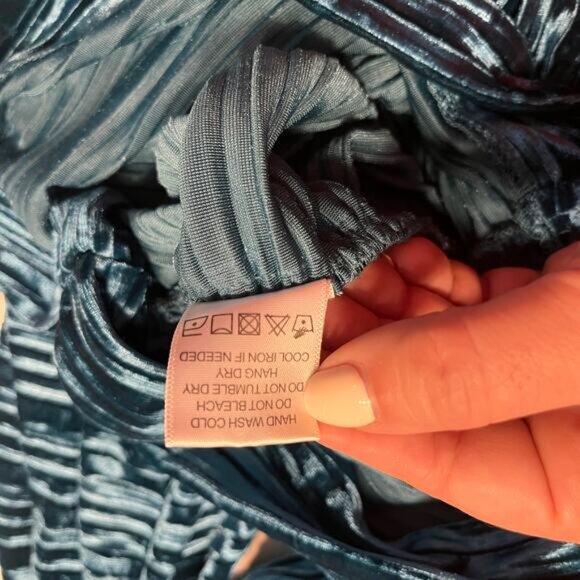 HAND WASH COLD
DO NOT BLEACH
DO NOT TUMBLE DRY
HANG DRY
COOL IRON IF NEEDED